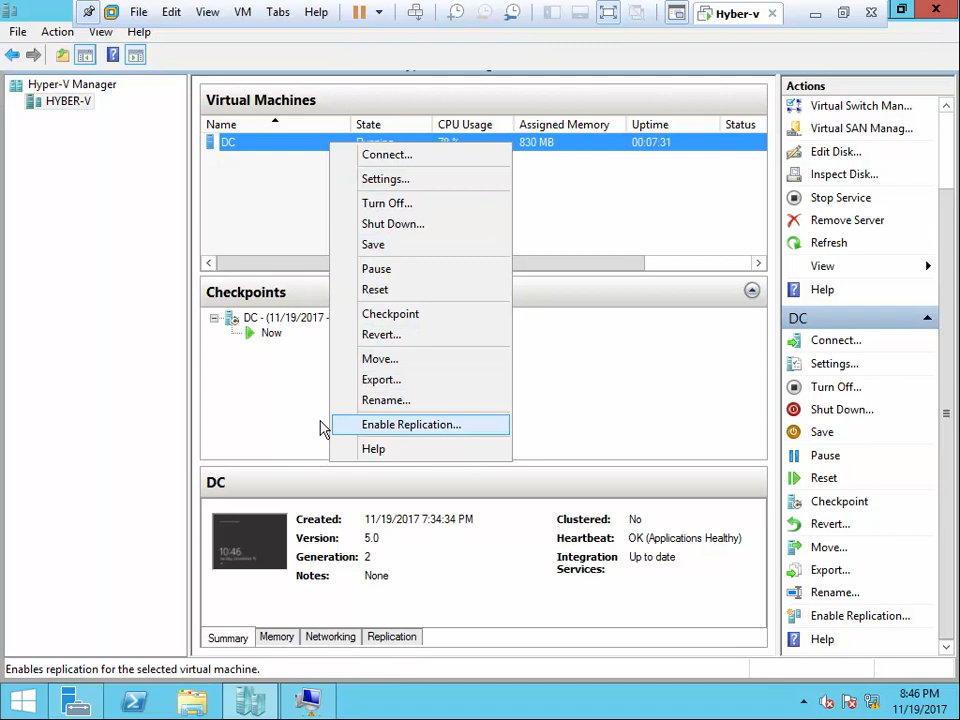 File Edit View VM Tabs Help
Hyber-v
File Action View Help
Hyper-V Manager
HYBER-V
Virtual Machines
Name State CPU Usage Assigned Memory Uptime Status
DC 830 MB 00:07:31
Connect...
Settings...
Turn Off...
Shut Down...
Save
Pause
Reset
Checkpoint
Revert...
Move...
Export...
Rename...
Enable Replication...
Help
Checkpoints
DC - (11/19/2017 -
Now
DC
10:46
Created: 11/19/2017 7:34:34 PM
Version: 5.0
Generation: 2
Notes: None
Clustered: No
Heartbeat: OK (Applications Healthy)
Integration Services: Up to date
Summary Memory Networking Replication
Actions
Virtual Switch Man...
Virtual SAN Manag...
Edit Disk...
Inspect Disk...
Stop Service
Remove Server
Refresh
View
Help
DC
Connect...
Settings...
Turn Off...
Shut Down...
Save
Pause
Reset
Checkpoint
Revert...
Move...
Export...
Rename...
Enable Replication...
Help
Enables replication for the selected virtual machine.
8:46 PM
11/19/2017